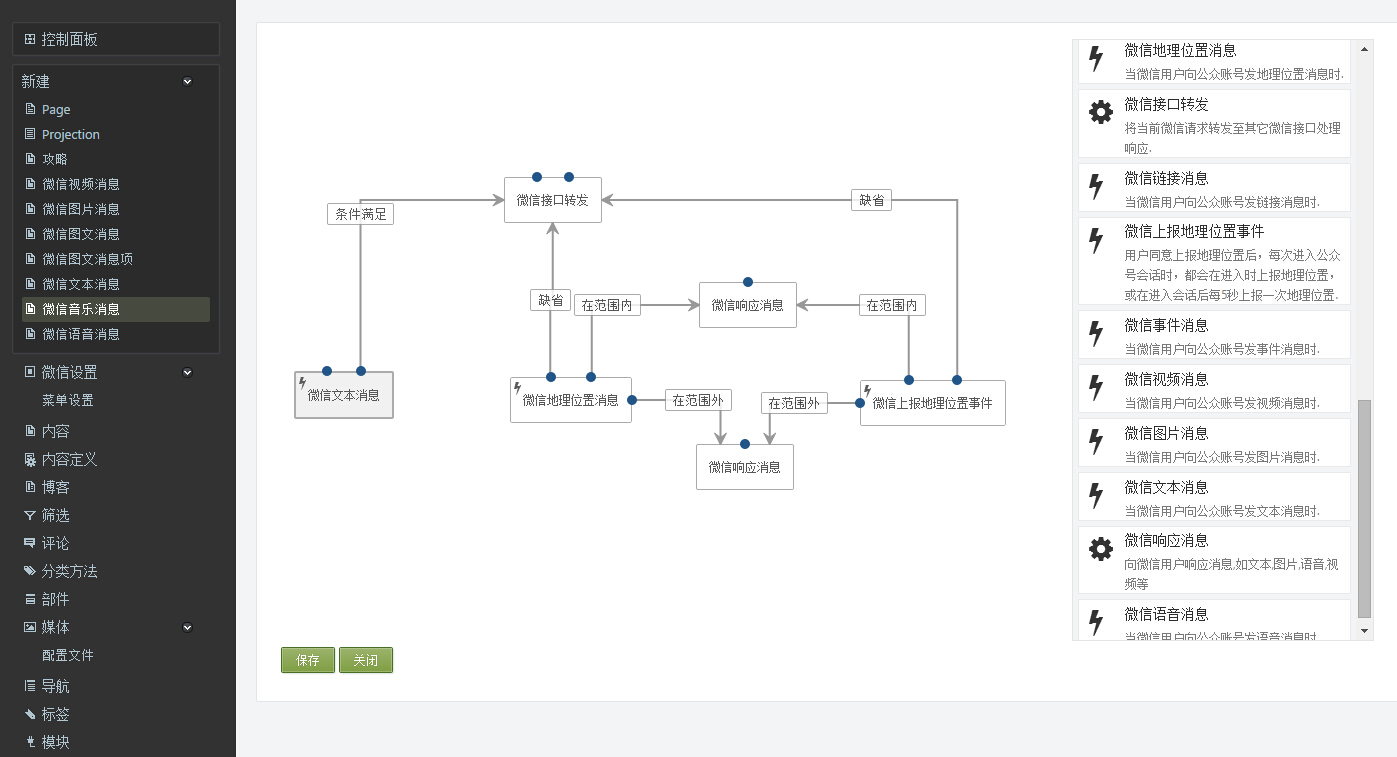 控制面板
新建
Page
Projection
攻略
微信视频消息
微信图片消息
微信图文消息
微信图文消息项
微信文本消息
微信音乐消息
微信语音消息
微信设置
菜单设置
内容
内容定义
博客
筛选
评论
分类方法
部件
媒体
配置文件
导航
标签
模块
微信接口转发
条件满足
缺省
缺省
在范围内
微信响应消息
在范围内
微信文本消息
微信地理位置消息
在范围外
在范围外
微信上报地理位置事件
微信响应消息
保存
关闭
微信地理位置消息
当微信用户向公众账号发地理位置消息时.
微信接口转发
将当前微信请求转发至其它微信接口处理
响应.
微信链接消息
当微信用户向公众账号发链接消息时.
微信上报地理位置事件
用户同意上报地理位置后，每次进入公众
号会话时，都会在进入时上报地理位置，
或在进入会话后每5秒上报一次地理位置.
微信事件消息
当微信用户向公众账号发事件消息时.
微信视频消息
当微信用户向公众账号发视频消息时.
微信图片消息
当微信用户向公众账号发图片消息时.
微信文本消息
当微信用户向公众账号发文本消息时.
微信响应消息
向微信用户响应消息,如文本,图片,语音,视
频等
微信语音消息
当微信用户向公众账号发语音消息时.